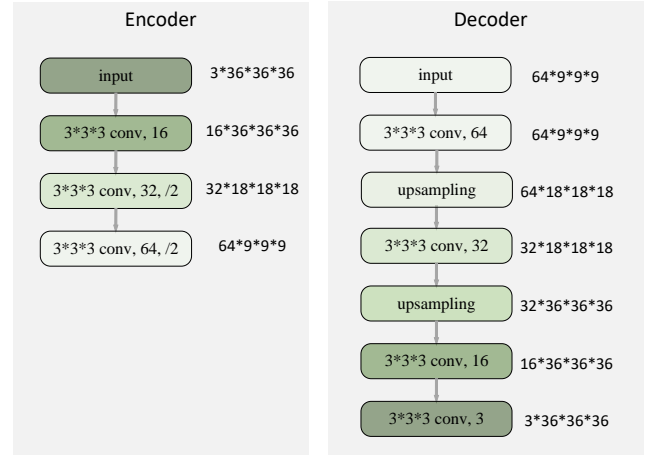 Encoder
input 3*36*36*36
3*3*3 conv, 16 16*36*36*36
3*3*3 conv, 32, /2 32*18*18*18
3*3*3 conv, 64, /2 64*9*9*9
Decoder
input 64*9*9*9
3*3*3 conv, 64 64*9*9*9
upsampling 64*18*18*18
3*3*3 conv, 32 32*18*18*18
upsampling 32*36*36*36
3*3*3 conv, 16 16*36*36*36
3*3*3 conv, 3 3*36*36*36